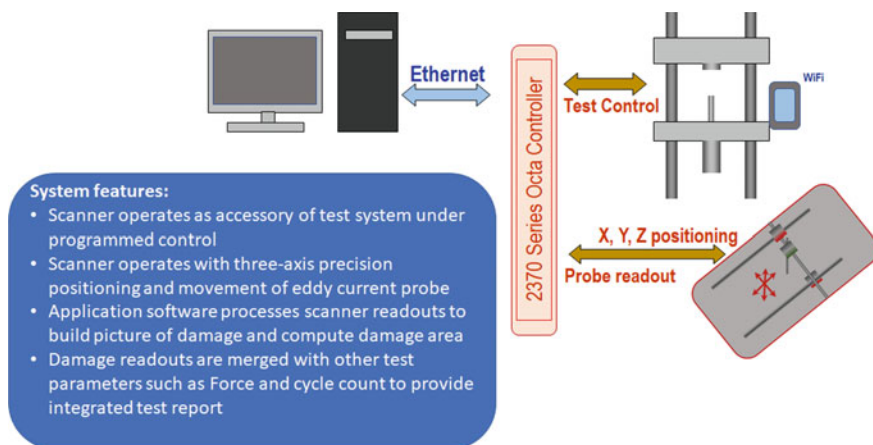 Ethernet
2370 Series Octa Controller
Test Control
WiFi
X, Y, Z positioning
Probe readout
System features:
• Scanner operates as accessory of test system under
programmed control
• Scanner operates with three-axis precision
positioning and movement of eddy current probe
• Application software processes scanner readouts to
build picture of damage and compute damage area
• Damage readouts are merged with other test
parameters such as Force and cycle count to provide
integrated test report